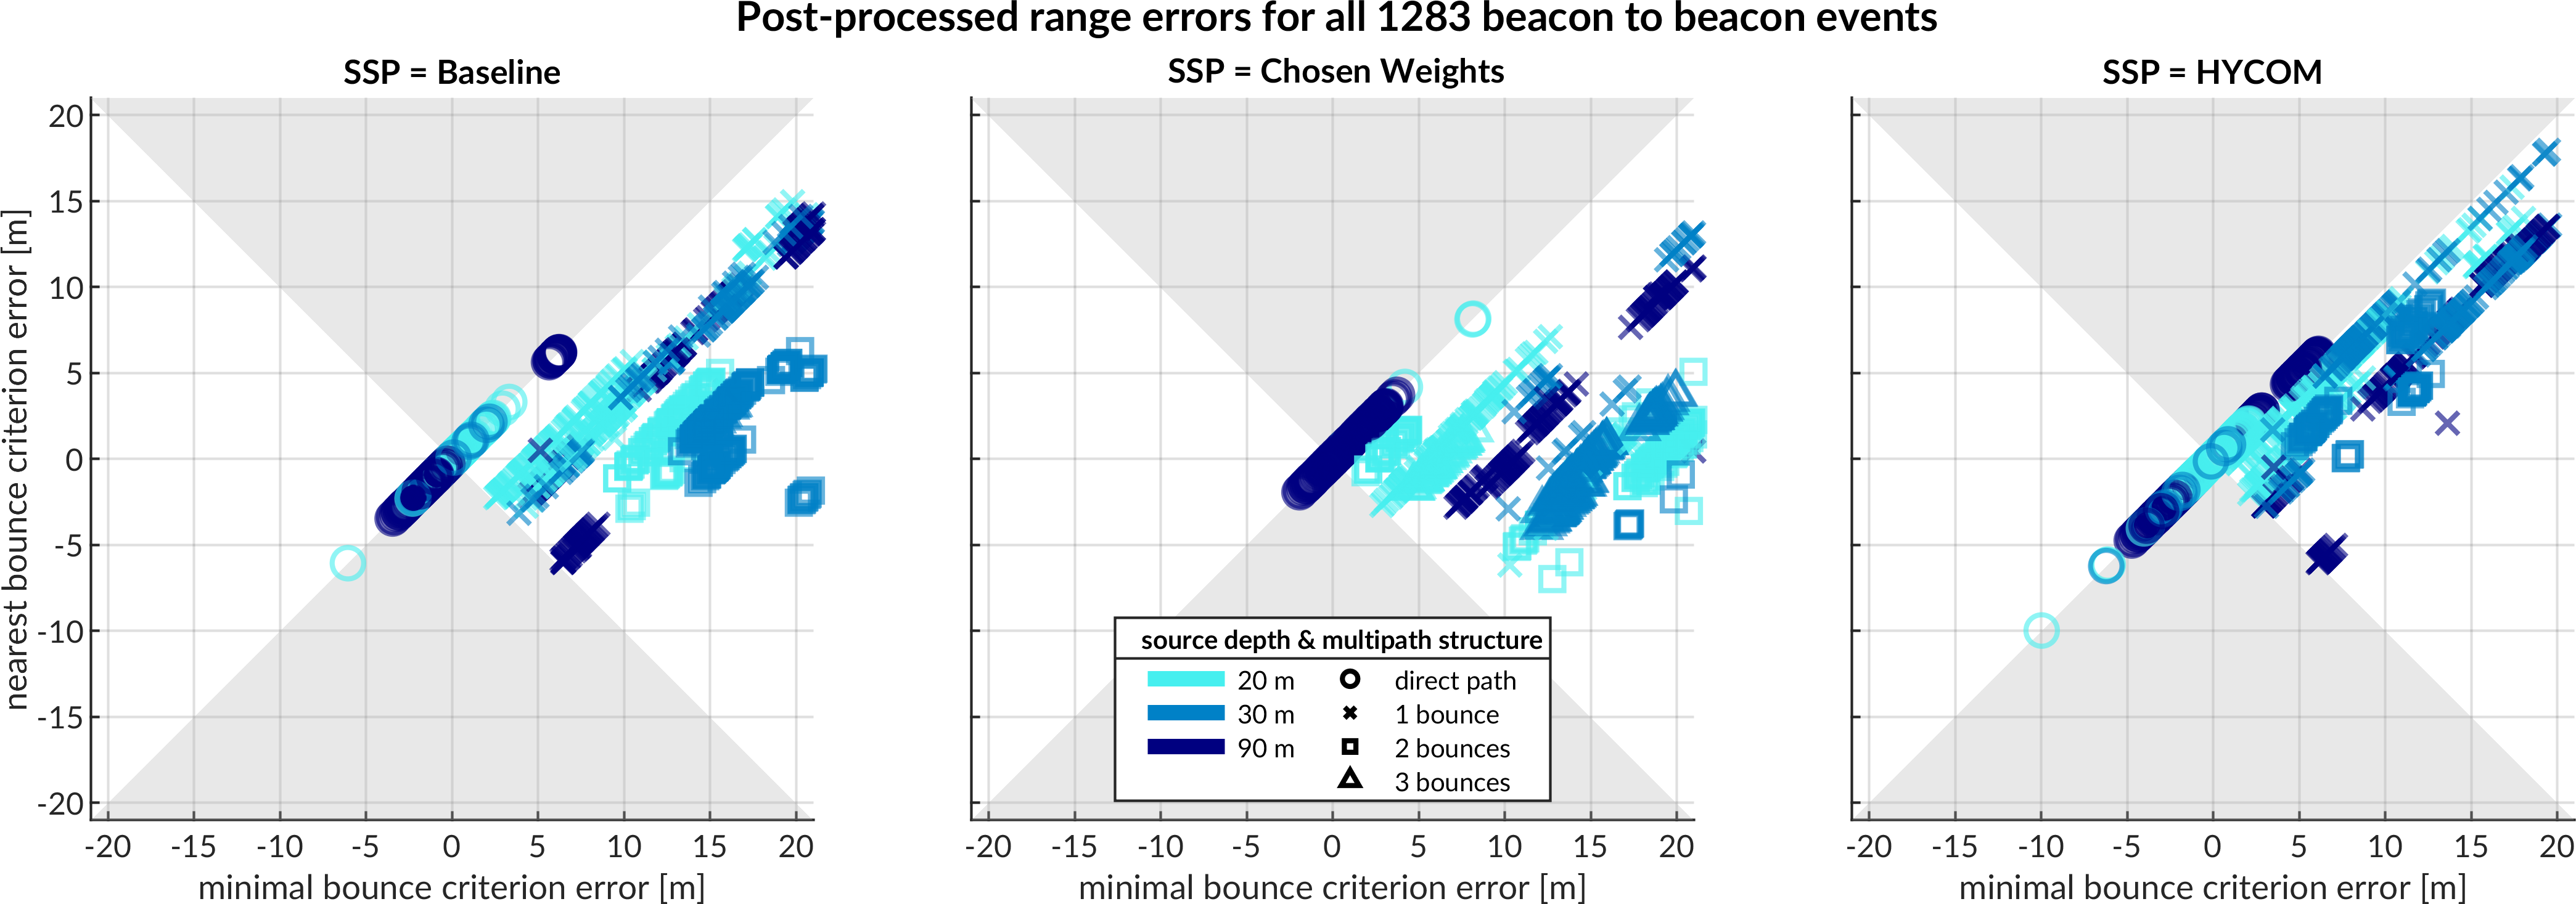 Post-processed range errors for all 1283 beacon to beacon events
SSP = Baseline
SSP = Chosen Weights
SSP = HYCOM
nearest bounce criterion error [m]
20
15
10
5
0
-5
-10
-15
-20
source depth & multipath structure
20 m direct path
30 m 1 bounce
90 m 2 bounces
3 bounces
-20 -15 -10 -5 0 5 10 15 20
-20 -15 -10 -5 0 5 10 15 20
-20 -15 -10 -5 0 5 10 15 20
minimal bounce criterion error [m]
minimal bounce criterion error [m]
minimal bounce criterion error [m]